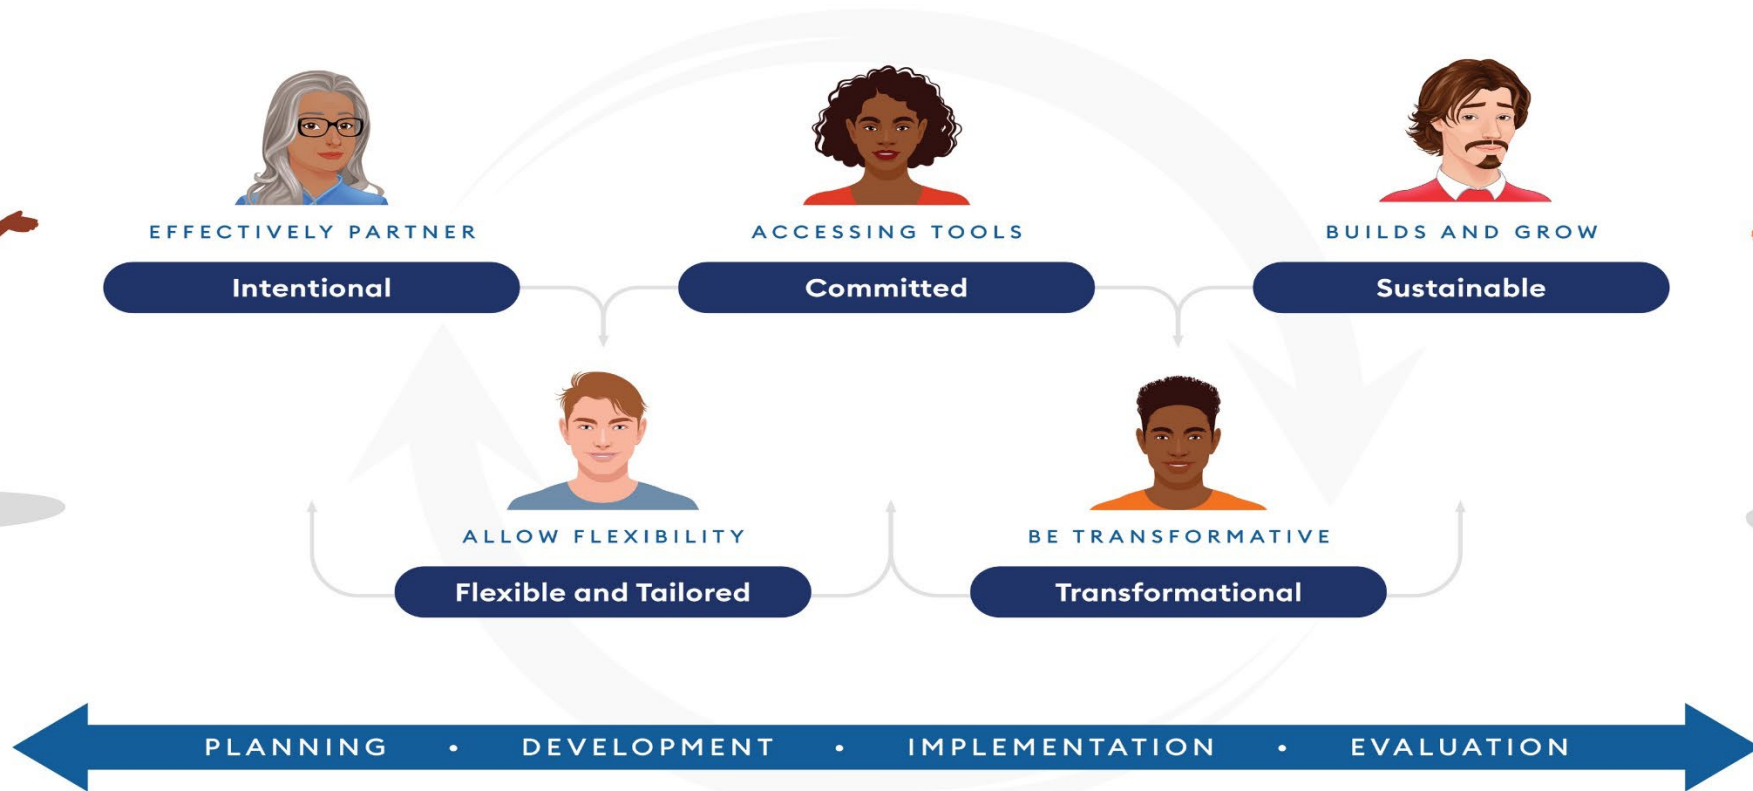 EFFECTIVELY PARTNER
Intentional
ACCESSING TOOLS
Committed
BUILDS AND GROW
Sustainable
ALLOW FLEXIBILITY
Flexible and Tailored
BE TRANSFORMATIVE
Transformational
PLANNING • DEVELOPMENT • IMPLEMENTATION • EVALUATION